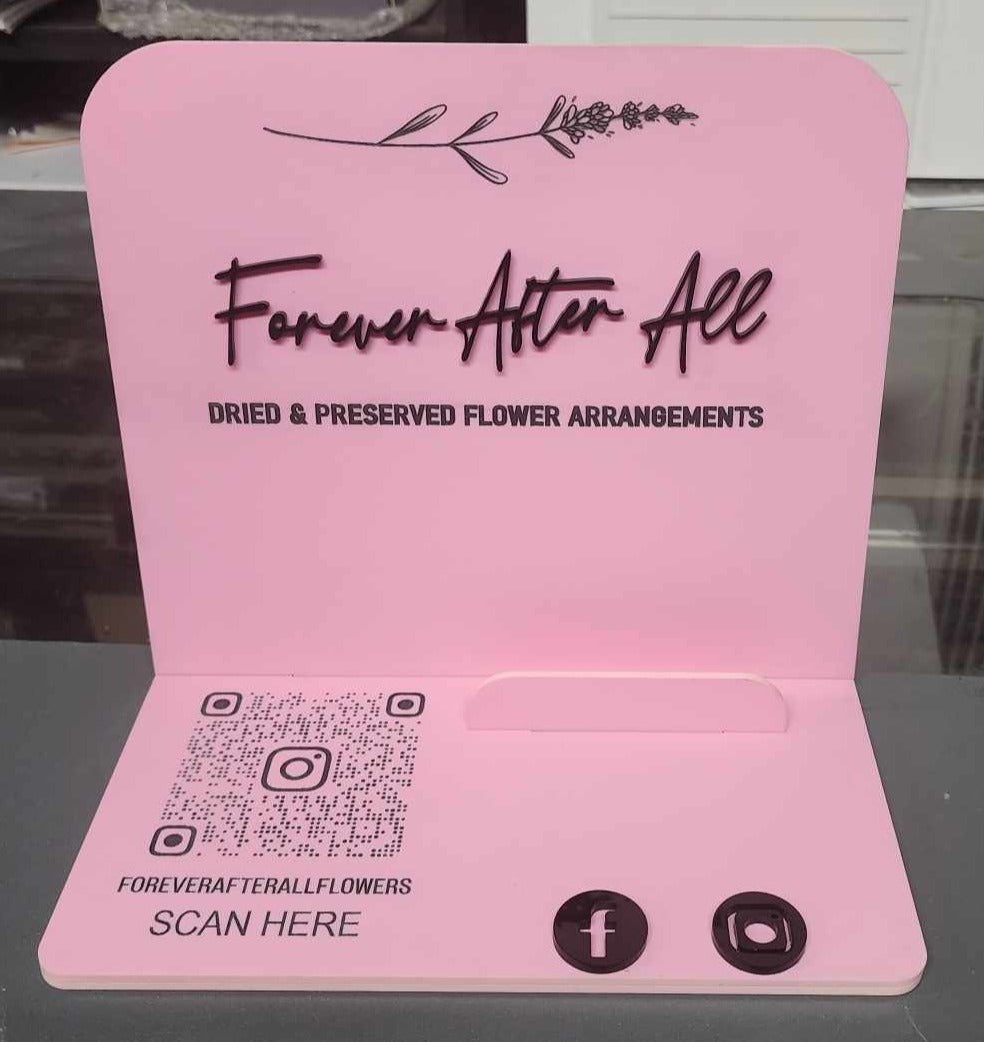 Forever After All
DRIED & PRESERVED FLOWER ARRANGEMENTS
FOREVERAFTERALLFLOWERS
SCAN HERE
f